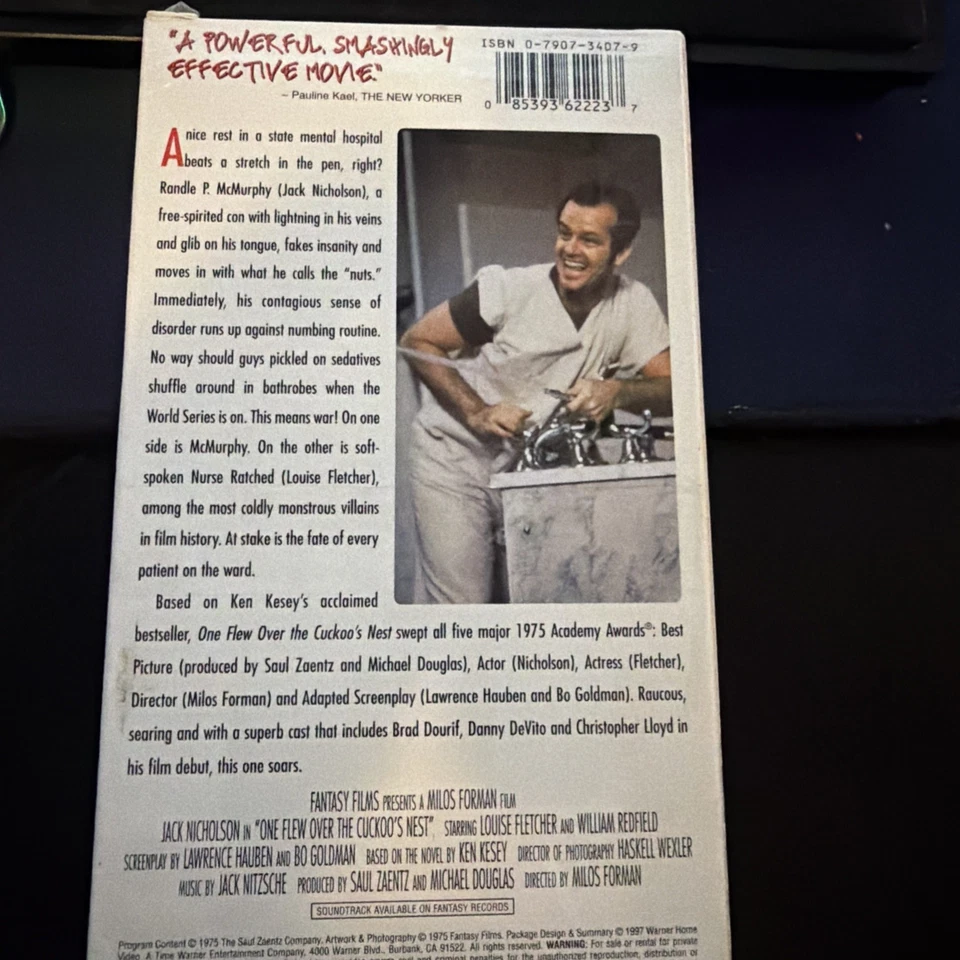 "A POWERFUL, SMASHINGLY
EFFECTIVE MOVIE."
– Pauline Kael, THE NEW YORKER
ISBN 0-7907-3407-9
0 85393 62223 7
A nice rest in a state mental hospital
beats a stretch in the pen, right?
Randle P. McMurphy (Jack Nicholson), a
free-spirited con with lightning in his veins
and glib on his tongue, fakes insanity and
moves in with what he calls the "nuts."
Immediately, his contagious sense of
disorder runs up against numbing routine.
No way should guys pickled on sedatives
shuffle around in bathrobes when the
World Series is on. This means war! On one
side is McMurphy. On the other is soft-
spoken Nurse Ratched (Louise Fletcher),
among the most coldly monstrous villains
in film history. At stake is the fate of every
patient on the ward.
Based on Ken Kesey's acclaimed
bestseller, One Flew Over the Cuckoo's Nest swept all five major 1975 Academy Awards®: Best
Picture (produced by Saul Zaentz and Michael Douglas), Actor (Nicholson), Actress (Fletcher),
Director (Milos Forman) and Adapted Screenplay (Lawrence Hauben and Bo Goldman). Raucous,
searing and with a superb cast that includes Brad Dourif, Danny DeVito and Christopher Lloyd in
his film debut, this one soars.
FANTASY FILMS PRESENTS A MILOS FORMAN FILM
JACK NICHOLSON IN "ONE FLEW OVER THE CUCKOO'S NEST" STARRING LOUISE FLETCHER AND WILLIAM REDFIELD
SCREENPLAY BY LAWRENCE HAUBEN AND BO GOLDMAN BASED ON THE NOVEL BY KEN KESEY DIRECTOR OF PHOTOGRAPHY HASKELL WEXLER
MUSIC BY JACK NITZSCHE PRODUCED BY SAUL ZAENTZ AND MICHAEL DOUGLAS DIRECTED BY MILOS FORMAN
SOUNDTRACK AVAILABLE ON FANTASY RECORDS
Program Content © 1975 The Saul Zaentz Company. Artwork & Photography © 1975 Fantasy Films. Package Design & Summary © 1997 Warner Home
Video. A Time Warner Entertainment Company, 4000 Warner Blvd., Burbank, CA 91522. All rights reserved. WARNING: For sale or rental for private
criminal penalties for the unauthorized reproduction, distribution or